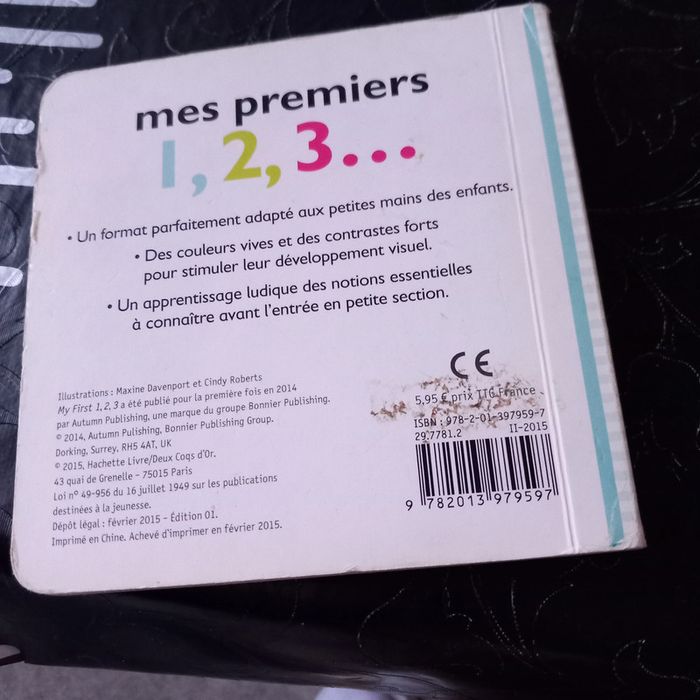 mes premiers
1, 2, 3...
• Un format parfaitement adapté aux petites mains des enfants.
• Des couleurs vives et des contrastes forts
pour stimuler leur développement visuel.
• Un apprentissage ludique des notions essentielles
à connaître avant l'entrée en petite section.
Illustrations : Maxine Davenport et Cindy Roberts
My First 1, 2, 3 a été publié pour la première fois en 2014
par Autumn Publishing, une marque du groupe Bonnier Publishing.
© 2014, Autumn Pulishing, Bonnier Publishing Group.
Dorking, Surrey, RH5 4AT, UK
© 2015, Hachette Livre/Deux Coqs d'Or.
43 quai de Grenelle - 75015 Paris
Loi nº 49-956 du 16 juillet 1949 sur les publications
destinées à la jeunesse.
Dépôt légal : février 2015 - Édition 01.
Imprimé en Chine. Achevé d'imprimer en février 2015.
CE
5,95 € prix TTC France
ISBN : 978-2-01-397959-7
29.7781.2 II-2015
9 782013 979597